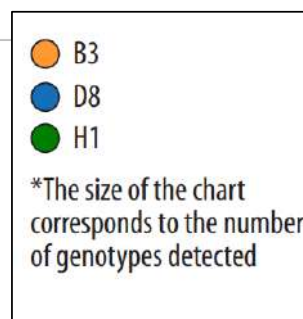 B3
D8
H1
*The size of the chart
corresponds to the number
of genotypes detected